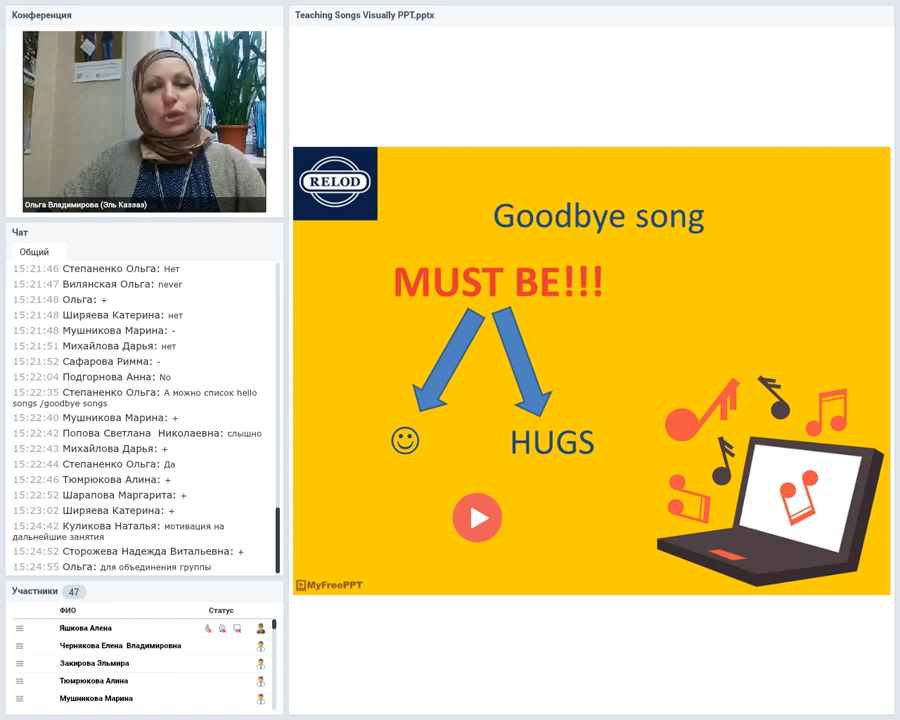 Конференция
Ольга Владимирова (Эль Каззаз)
Чат
Общий
15:21:46 Степаненко Ольга: Нет
15:21:47 Вилянская Ольга: never
15:21:48 Ольга: +
15:21:48 Ширяева Катерина: нет
15:21:48 Мушникова Марина: -
15:21:51 Михайлова Дарья: нет
15:21:52 Сафарова Римма: -
15:22:04 Подгорнова Анна: No
15:22:35 Степаненко Ольга: А можно список hello
songs /goodbye songs
15:22:40 Мушникова Марина: +
15:22:42 Попова Светлана Николаевна: слышно
15:22:43 Михайлова Дарья: +
15:22:44 Степаненко Ольга: Да
15:22:46 Тюмрюкова Алина: +
15:22:52 Шарапова Маргарита: +
15:23:02 Ширяева Катерина: +
15:24:42 Куликова Наталья: мотивация на
дальнейшие занятия
15:24:52 Сторожева Надежда Витальевна: +
15:24:55 Ольга: для объединения группы
Участники 47
ФИО Статус
Яшкова Алена
Чернякова Елена Владимировна
Закирова Эльмира
Тюмрюкова Алина
Мушникова Марина
Teaching Songs Visually PPT.pptx
RELOD
Goodbye song
MUST BE!!!
HUGS
MyFreePPT